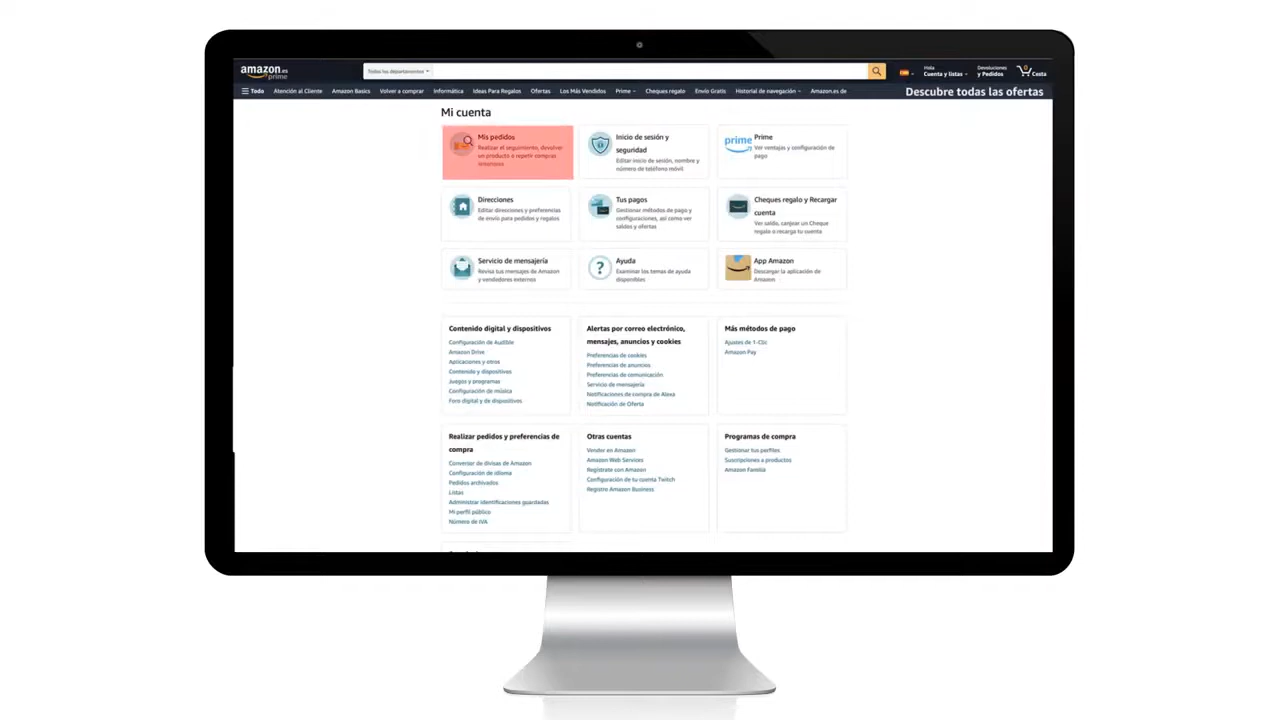 amazon.es
prime
Todos los departamentos
Hola
Cuenta y listas
Devoluciones
y Pedidos
0
Cesta
Todo
Atención al Cliente
Amazon Basics
Volver a comprar
Informática
Ideas Para Regalos
Ofertas
Los Más Vendidos
Prime
Cheques regalo
Envío Gratis
Historial de navegación
Amazon.es de
Descubre todas las ofertas
Mi cuenta
Mis pedidos
Realizar el seguimiento, devolver
un producto o repetir compras
anteriores
Inicio de sesión y
seguridad
Editar inicio de sesión, nombre y
número de teléfono móvil
prime
Prime
Ver ventajas y configuración de
pago
Direcciones
Editar direcciones y preferencias
de envío para pedidos y regalos
Tus pagos
Gestionar métodos de pago y
configuraciones, así como ver
saldos y ofertas
Cheques regalo y Recargar
cuenta
Ver saldo, canjear un Cheque
regalo o recarga tu cuenta
Servicio de mensajería
Revisa tus mensajes de Amazon
y vendedores externos
?
Ayuda
Examinar los temas de ayuda
disponibles
App Amazon
Descargar la aplicación de
Amazon
Contenido digital y dispositivos
Configuración de Audible
Amazon Drive
Aplicaciones y otros
Contenido y dispositivos
Juegos y programas
Configuración de música
Foro digital y de dispositivos
Alertas por correo electrónico,
mensajes, anuncios y cookies
Preferencias de cookies
Preferencias de anuncios
Preferencias de comunicación
Servicio de mensajería
Notificaciones de compra de Alexa
Notificación de Oferta
Más métodos de pago
Ajustes de 1-Clic
Amazon Pay
Realizar pedidos y preferencias de
compra
Conversor de divisas de Amazon
Configuración de idioma
Pedidos archivados
Listas
Administrar identificaciones guardadas
Mi perfil público
Número de IVA
Otras cuentas
Vender en Amazon
Amazon Web Services
Regístrate con Amazon
Configuración de tu cuenta Twitch
Registro Amazon Business
Programas de compra
Gestionar tus perfiles
Suscripciones a productos
Amazon Familia